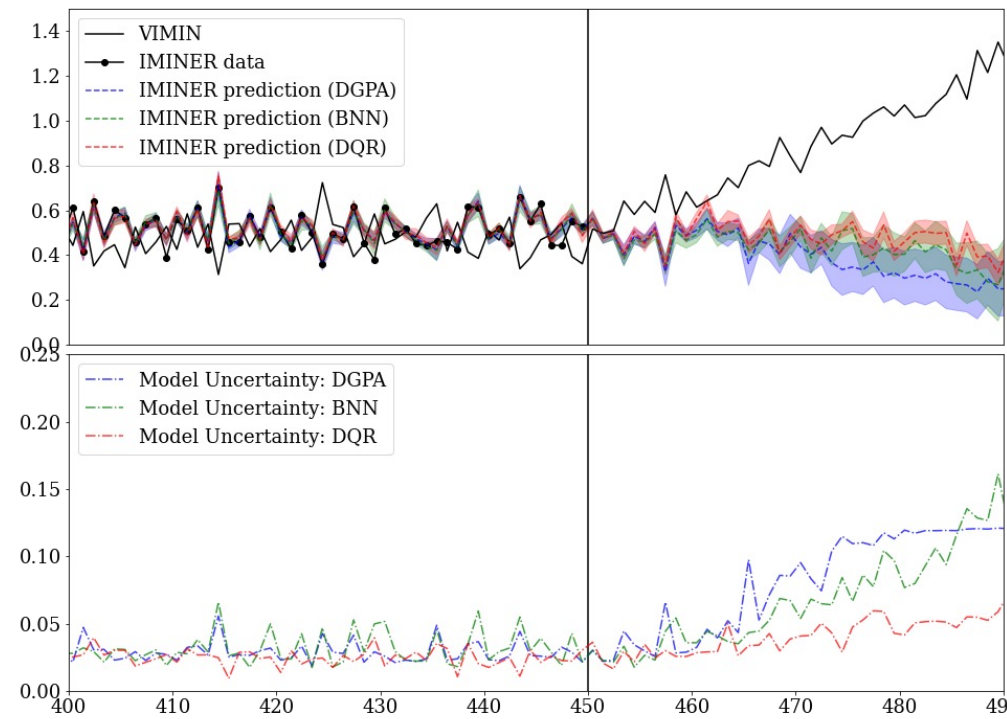 1.4
1.2
1.0
0.8
0.6
0.4
0.2
0.0
VIMIN
IMINER data
IMINER prediction (DGPA)
IMINER prediction (BNN)
IMINER prediction (DQR)
0.25
0.20
0.15
0.10
0.05
0.00
Model Uncertainty: DGPA
Model Uncertainty: BNN
Model Uncertainty: DQR
400 410 420 430 440 450 460 470 480